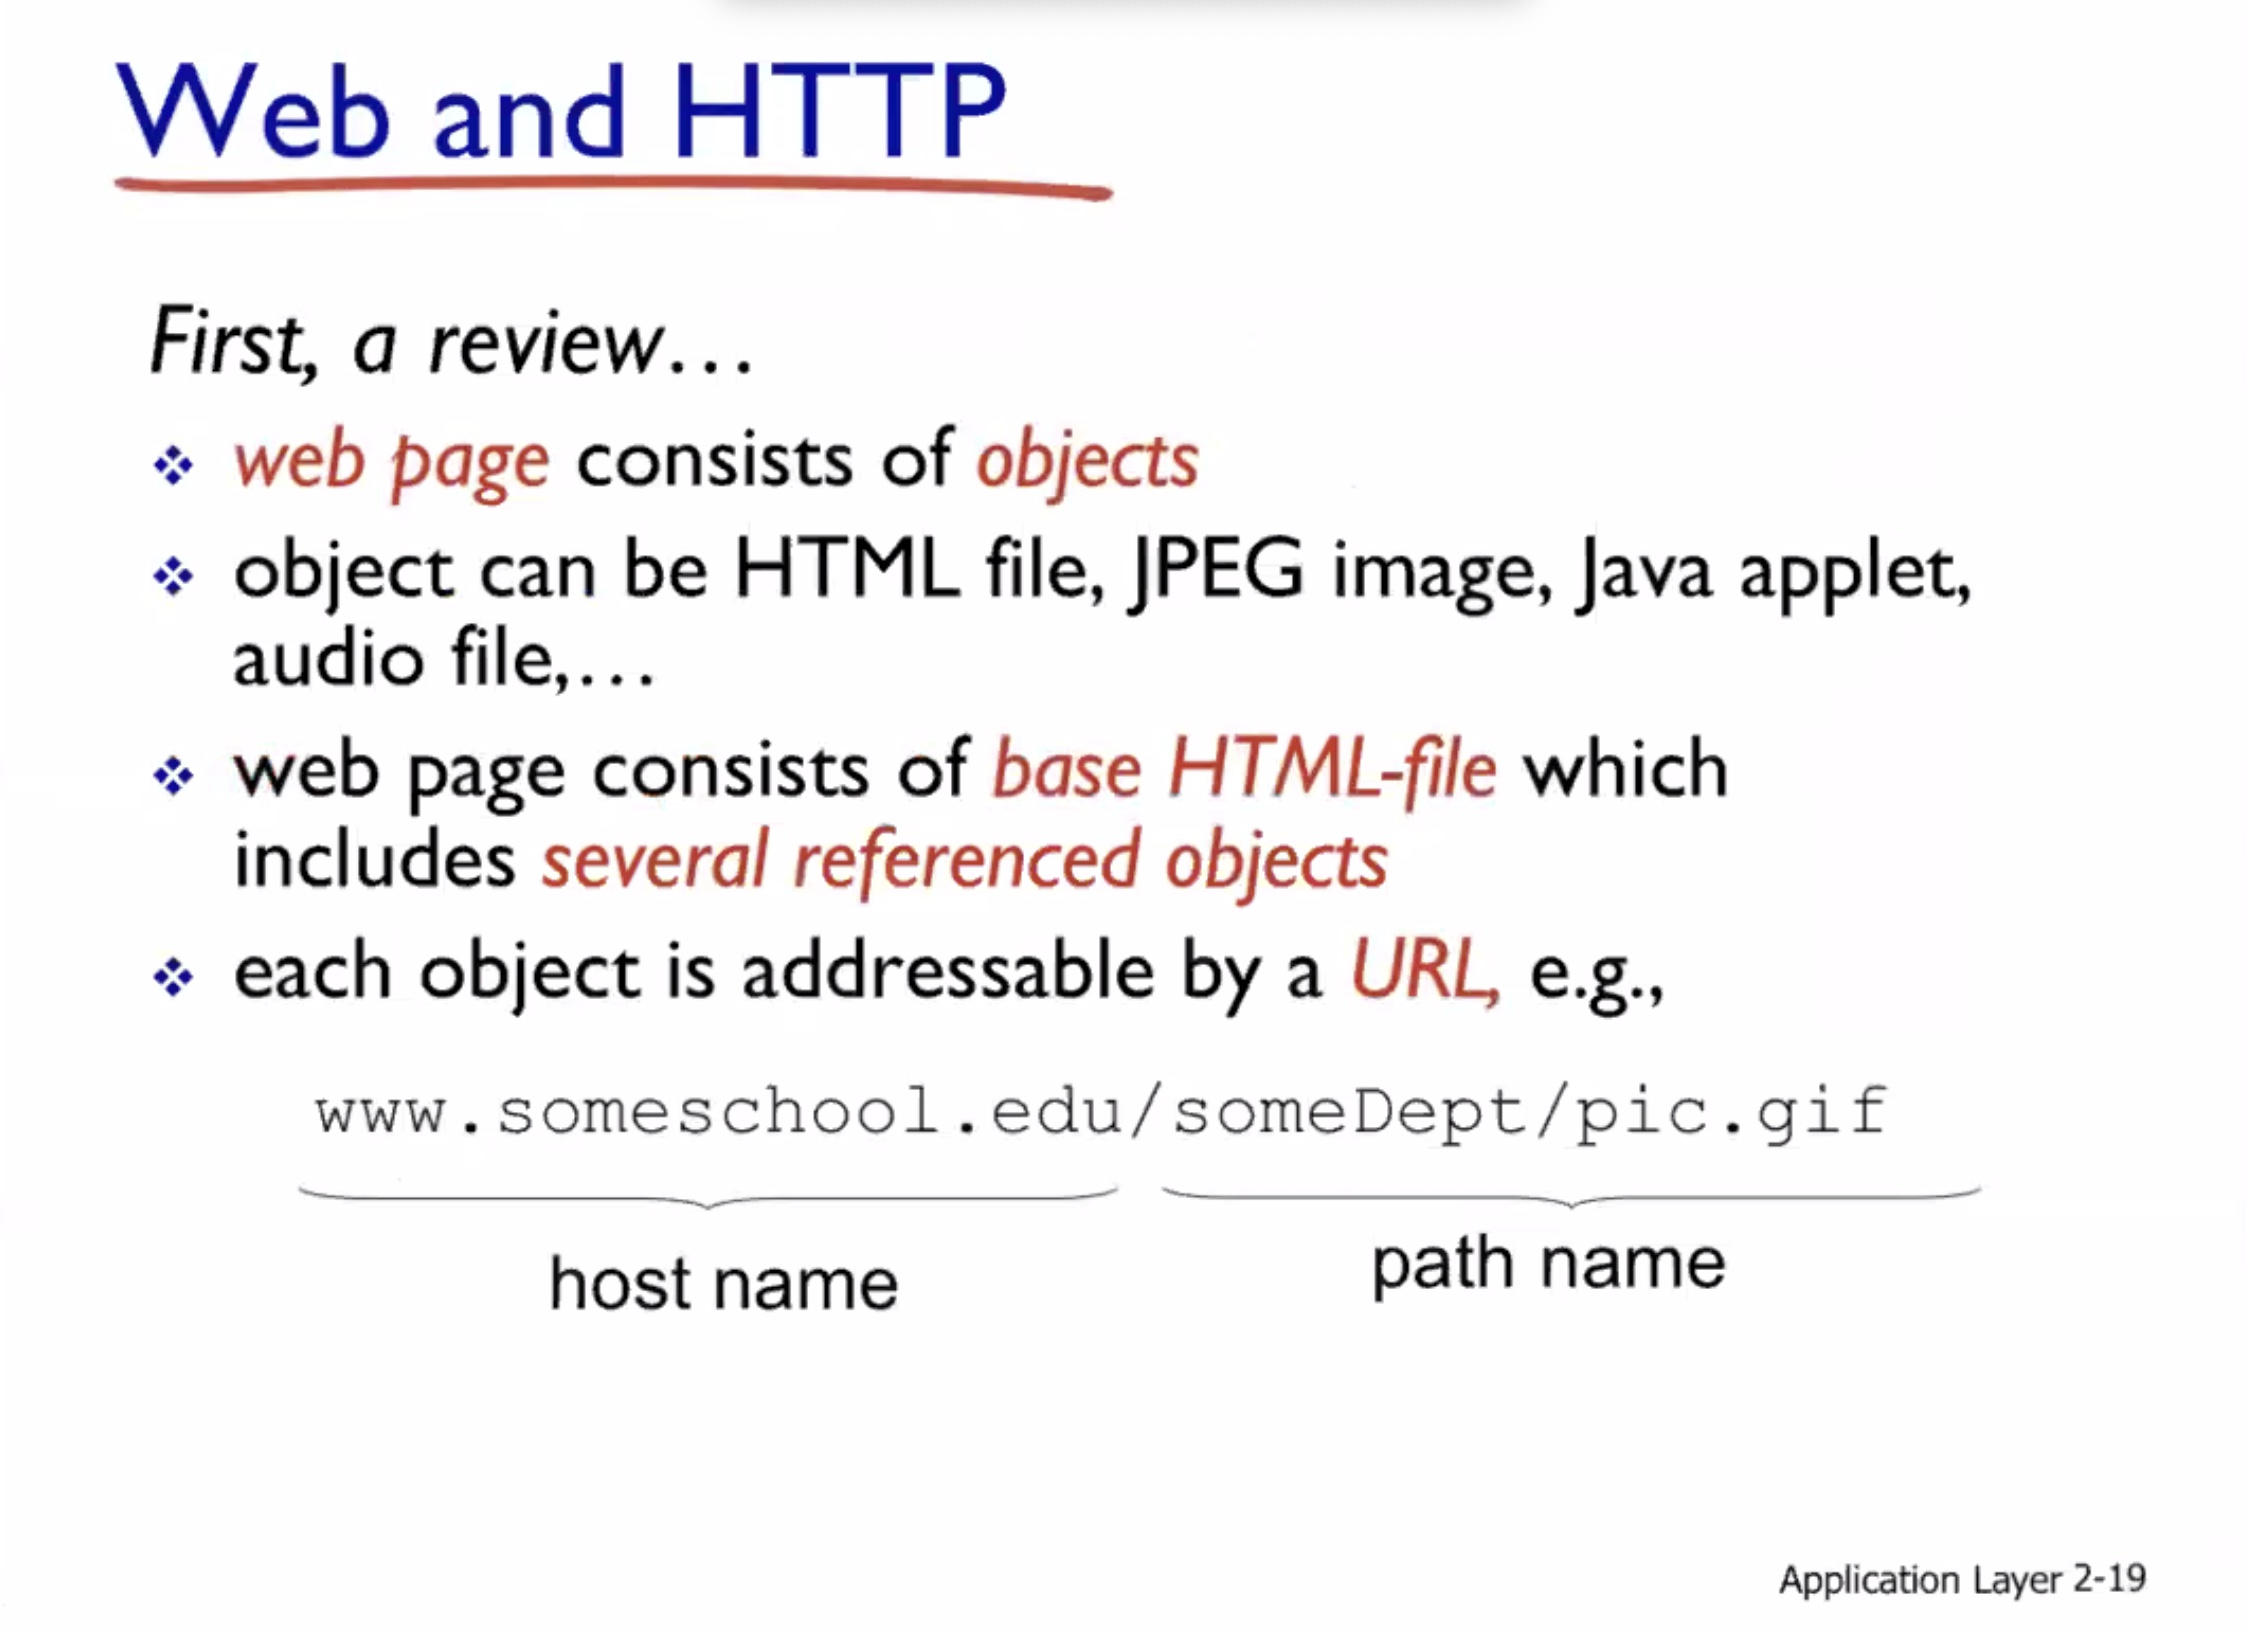 Web and HTTP
First, a review…
❖ web page consists of objects
❖ object can be HTML file, JPEG image, Java applet,
audio file,…
❖ web page consists of base HTML-file which
includes several referenced objects
❖ each object is addressable by a URL, e.g.,
www.someschool.edu/someDept/pic.gif
host name path name
Application Layer 2-19